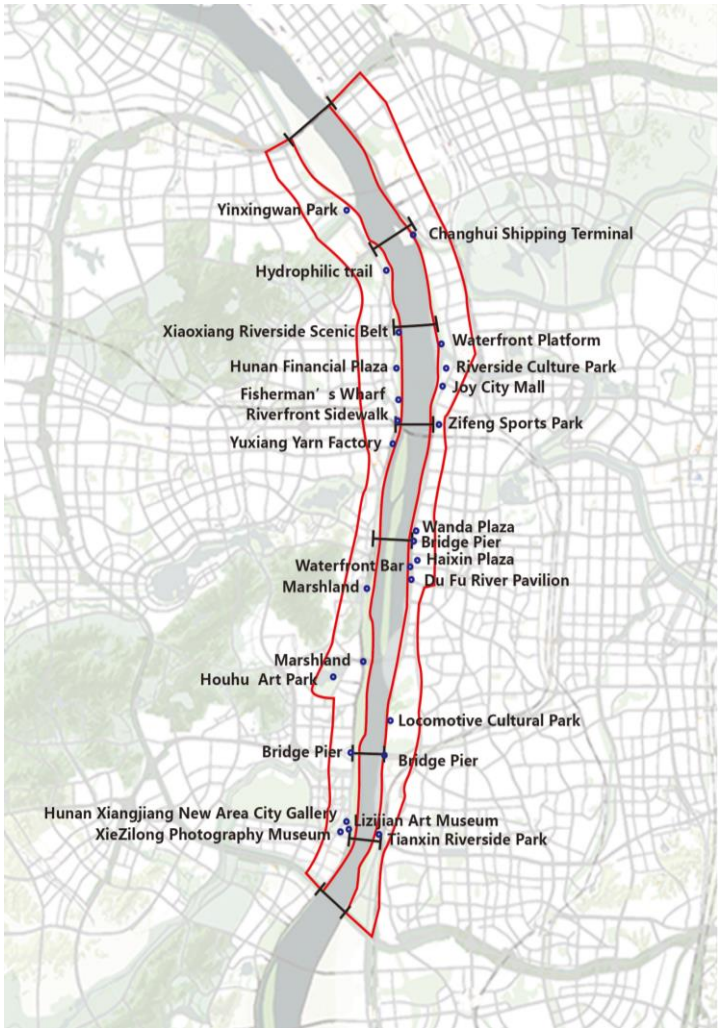 Yinxingwan Park
Changhui Shipping Terminal
Hydrophilic trail
Xiaoxiang Riverside Scenic Belt
Waterfront Platform
Hunan Financial Plaza
Riverside Culture Park
Joy City Mall
Fisherman’s Wharf
Riverfront Sidewalk
Zifeng Sports Park
Yuxiang Yarn Factory
Wanda Plaza
Bridge Pier
Haixin Plaza
Waterfront Bar
Du Fu River Pavilion
Marshland
Marshland
Houhu Art Park
Locomotive Cultural Park
Bridge Pier
Bridge Pier
Hunan Xiangjiang New Area City Gallery
Lizijian Art Museum
XieZilong Photography Museum
Tianxin Riverside Park